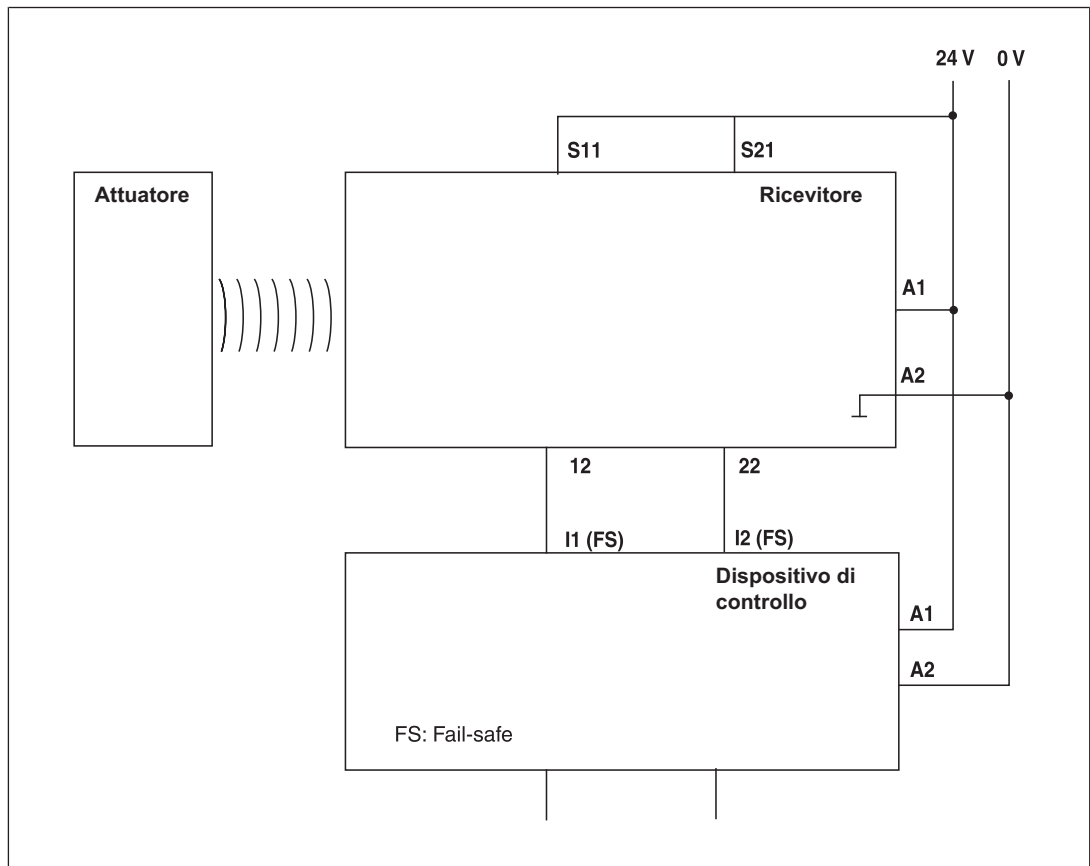 24 V 0 V
S11 S21
Attuatore
Ricevitore
A1
A2
12 22
I1 (FS) I2 (FS)
Dispositivo di
controllo
A1
A2
FS: Fail-safe